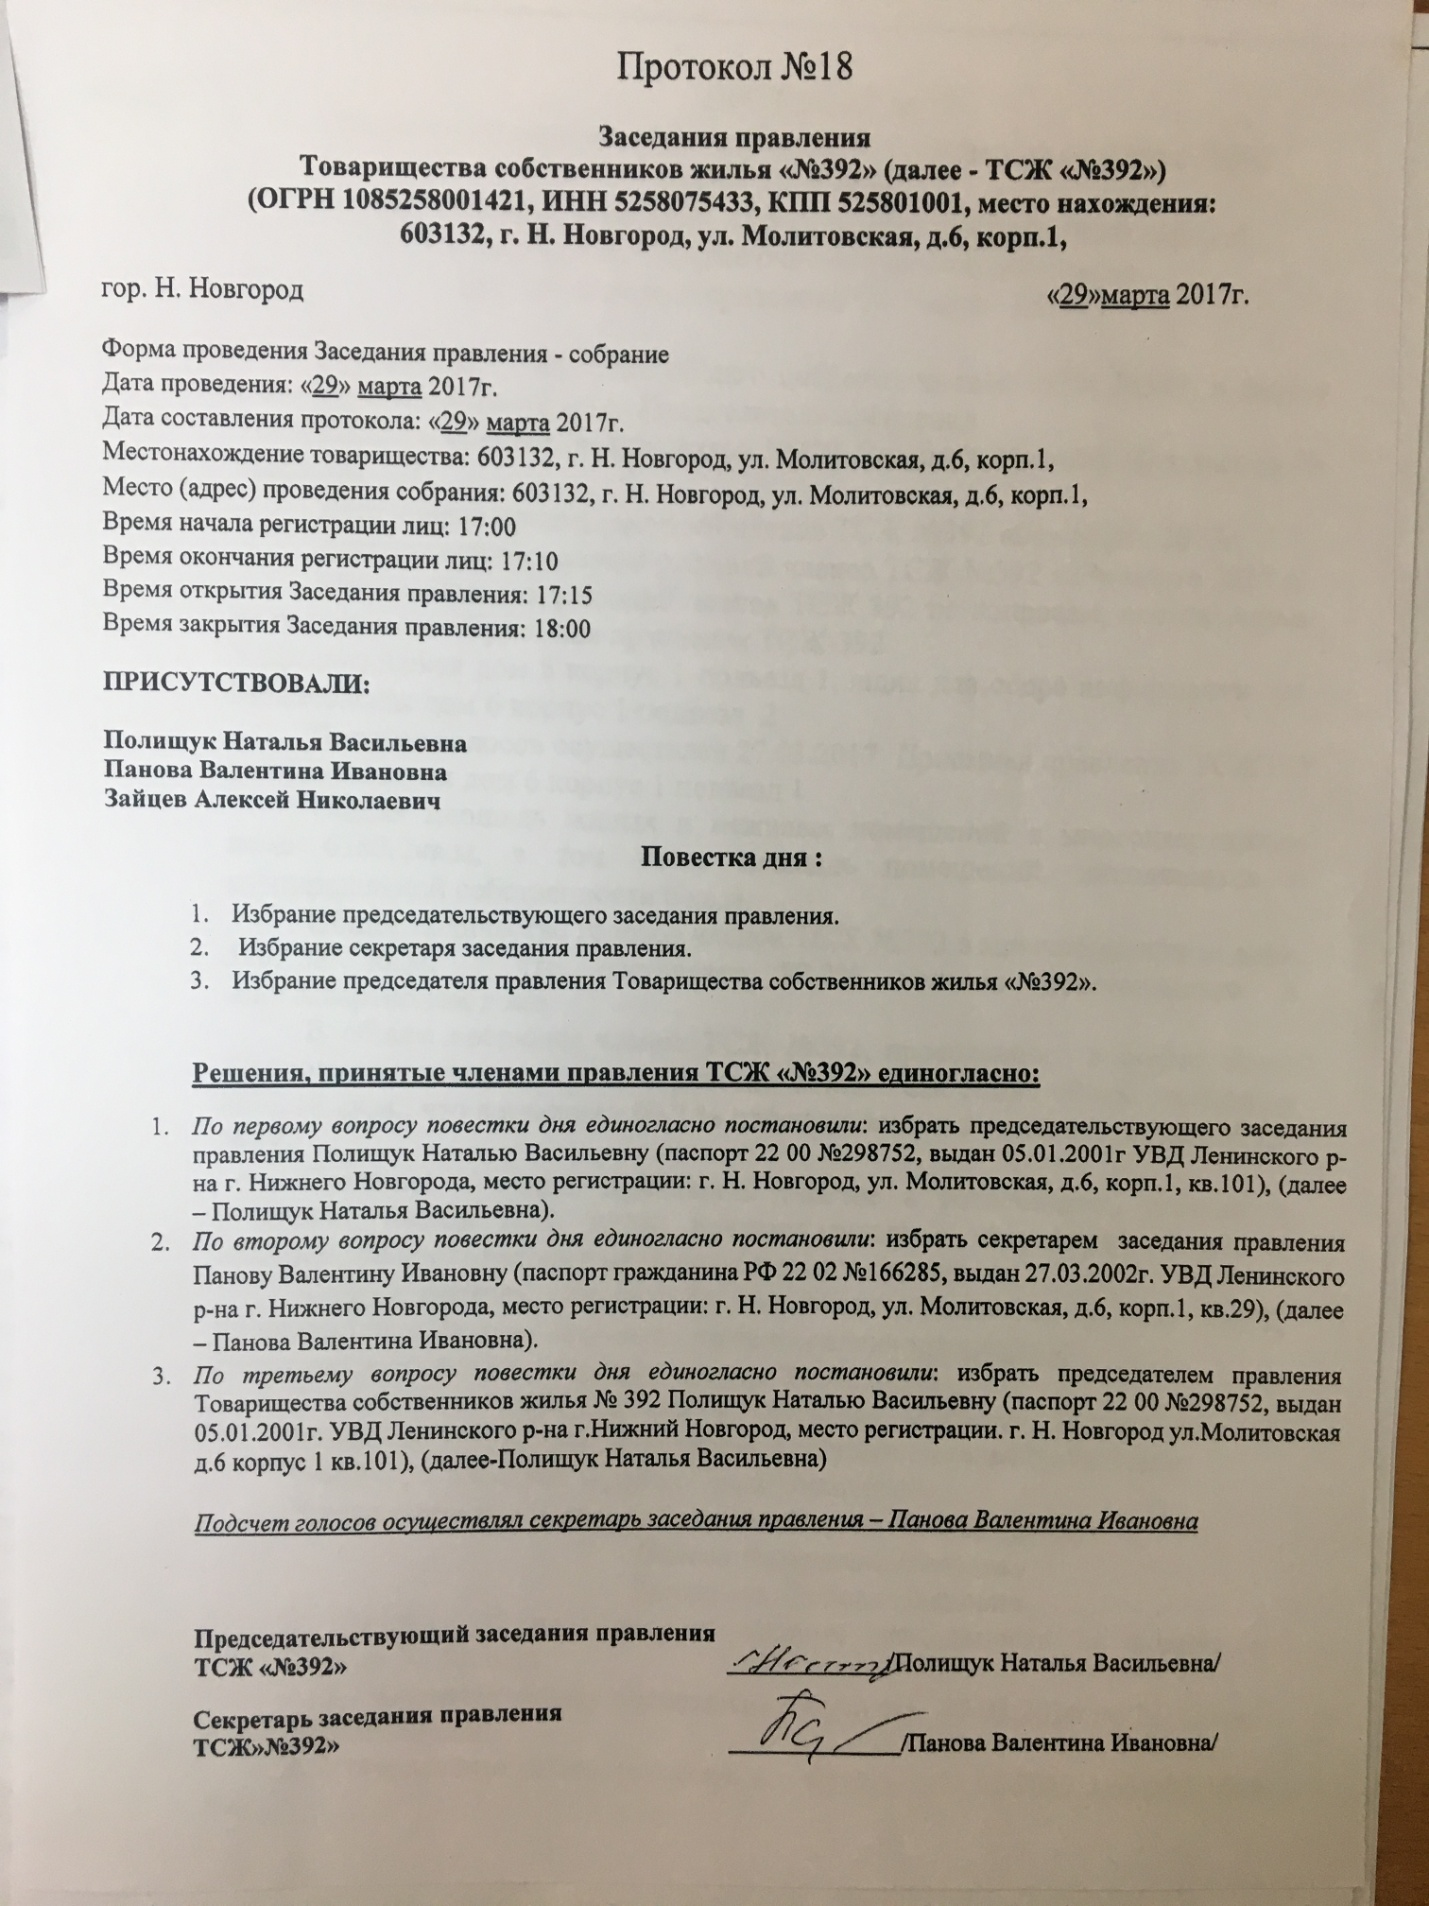 Протокол №18
Заседания правления
Товарищества собственников жилья «№392» (далее - ТСЖ «№392»)
(ОГРН 1085258001421, ИНН 5258075433, КПП 525801001, место нахождения:
603132, г. Н. Новгород, ул. Молитовская, д.6, корп.1,
гор. Н. Новгород «29»марта 2017г.
Форма проведения Заседания правления - собрание
Дата проведения: «29» марта 2017г.
Дата составления протокола: «29» марта 2017г.
Местонахождение товарищества: 603132, г. Н. Новгород, ул. Молитовская, д.6, корп.1,
Место (адрес) проведения собрания: 603132, г. Н. Новгород, ул. Молитовская, д.6, корп.1,
Время начала регистрации лиц: 17:00
Время окончания регистрации лиц: 17:10
Время открытия Заседания правления: 17:15
Время закрытия Заседания правления: 18:00
ПРИСУТСТВОВАЛИ:
Полищук Наталья Васильевна
Панова Валентина Ивановна
Зайцев Алексей Николаевич
Повестка дня :
1. Избрание председательствующего заседания правления.
2. Избрание секретаря заседания правления.
3. Избрание председателя правления Товарищества собственников жилья «№392».
Решения, принятые членами правления ТСЖ «№392» единогласно:
1. По первому вопросу повестки дня единогласно постановили: избрать председательствующего заседания
правления Полищук Наталью Васильевну (паспорт 22 00 №298752, выдан 05.01.2001г УВД Ленинского р-
на г. Нижнего Новгорода, место регистрации: г. Н. Новгород, ул. Молитовская, д.6, корп.1, кв.101), (далее
– Полищук Наталья Васильевна).
2. По второму вопросу повестки дня единогласно постановили: избрать секретарем заседания правления
Панову Валентину Ивановну (паспорт гражданина РФ 22 02 №166285, выдан 27.03.2002г. УВД Ленинского
р-на г. Нижнего Новгорода, место регистрации: г. Н. Новгород, ул. Молитовская, д.6, корп.1, кв.29), (далее
– Панова Валентина Ивановна).
3. По третьему вопросу повестки дня единогласно постановили: избрать председателем правления
Товарищества собственников жилья № 392 Полищук Наталью Васильевну (паспорт 22 00 №298752, выдан
05.01.2001г. УВД Ленинского р-на г.Нижний Новгород, место регистрации. г. Н. Новгород ул.Молитовская
д.6 корпус 1 кв.101), (далее-Полищук Наталья Васильевна)
Подсчет голосов осуществлял секретарь заседания правления – Панова Валентина Ивановна
Председательствующий заседания правления
ТСЖ «№392» /Полищук Наталья Васильевна/
Секретарь заседания правления
ТСЖ»№392» /Панова Валентина Ивановна/